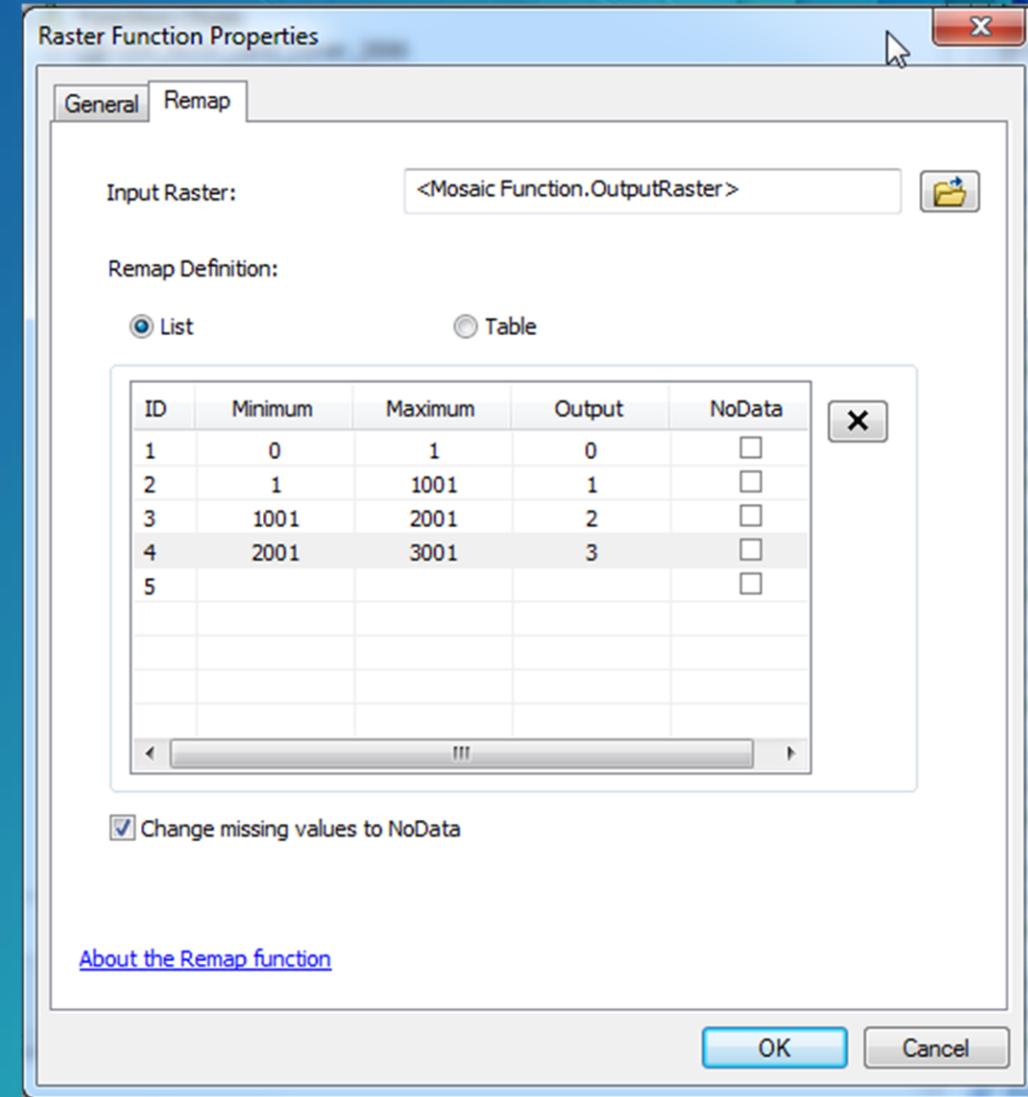 Raster Function Properties
General Remap
Input Raster: <Mosaic Function.OutputRaster>
Remap Definition:
List Table
ID Minimum Maximum Output NoData
1 0 1 0
2 1 1001 1
3 1001 2001 2
4 2001 3001 3
5
Change missing values to NoData
About the Remap function
OK Cancel